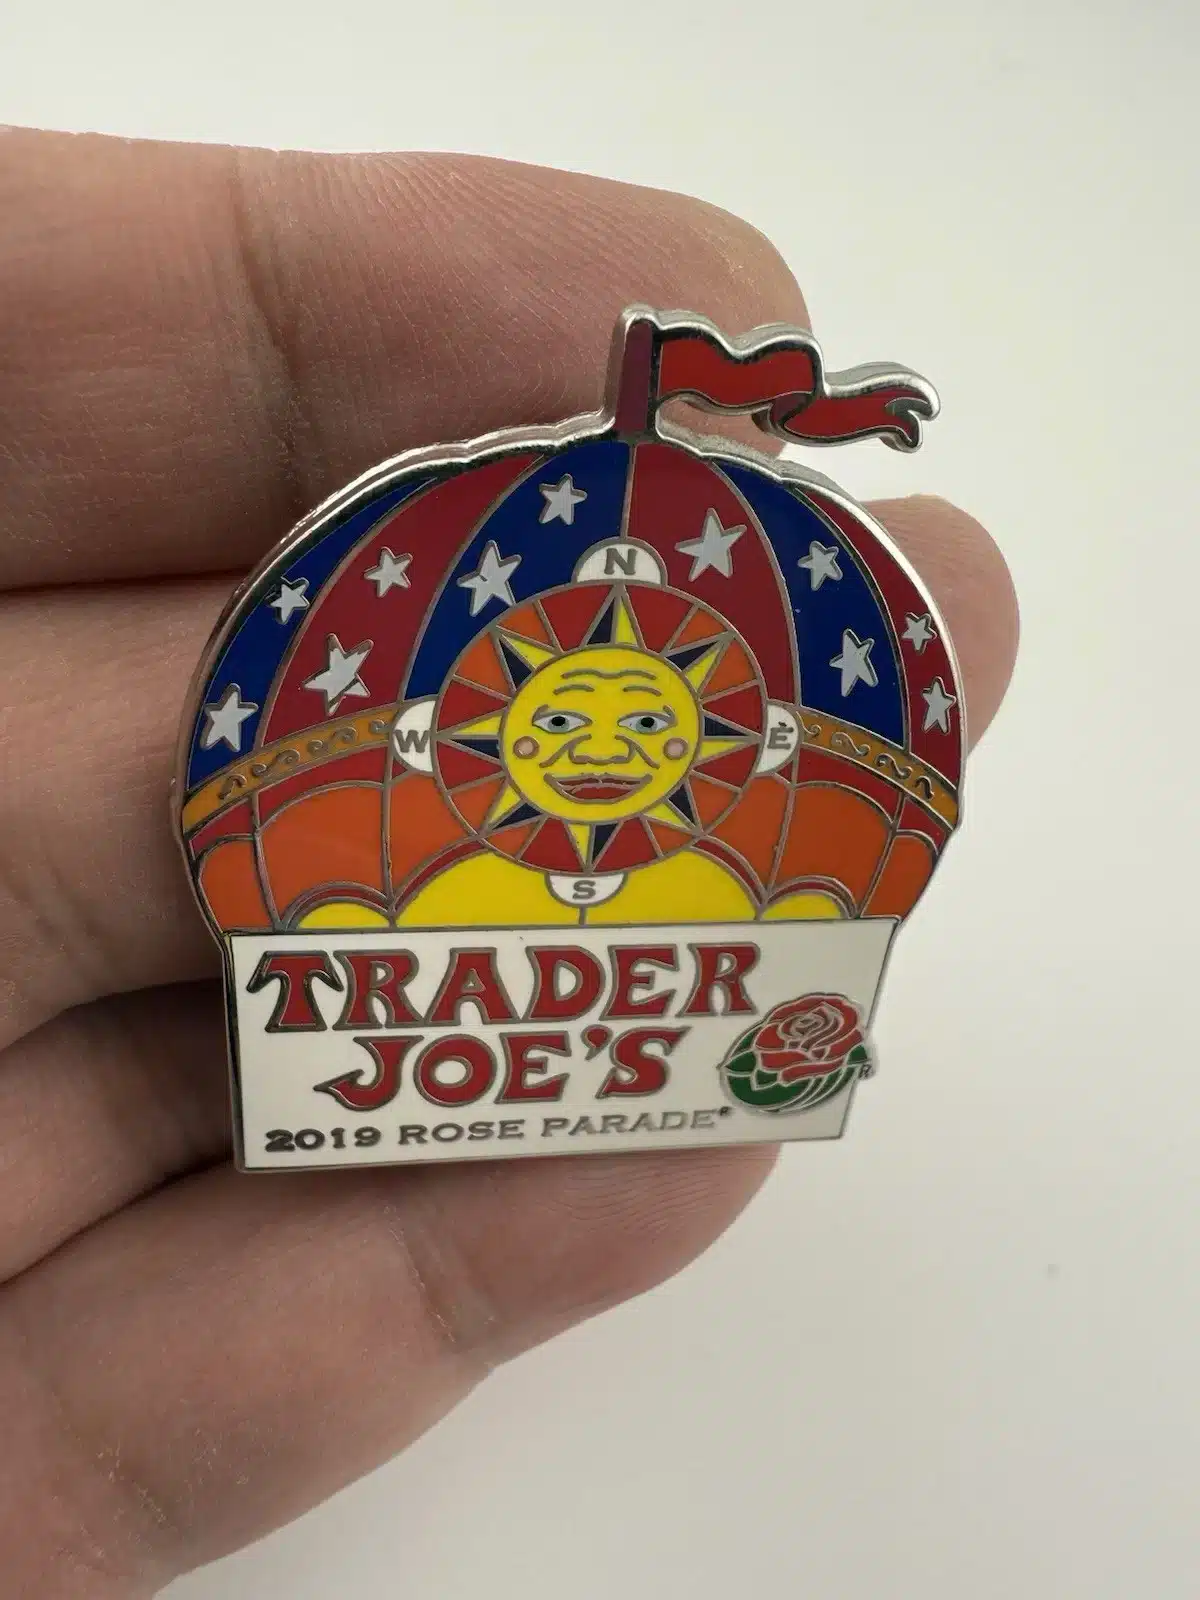 N
W E
S
TRADER
JOE'S
2019 ROSE PARADE®
®